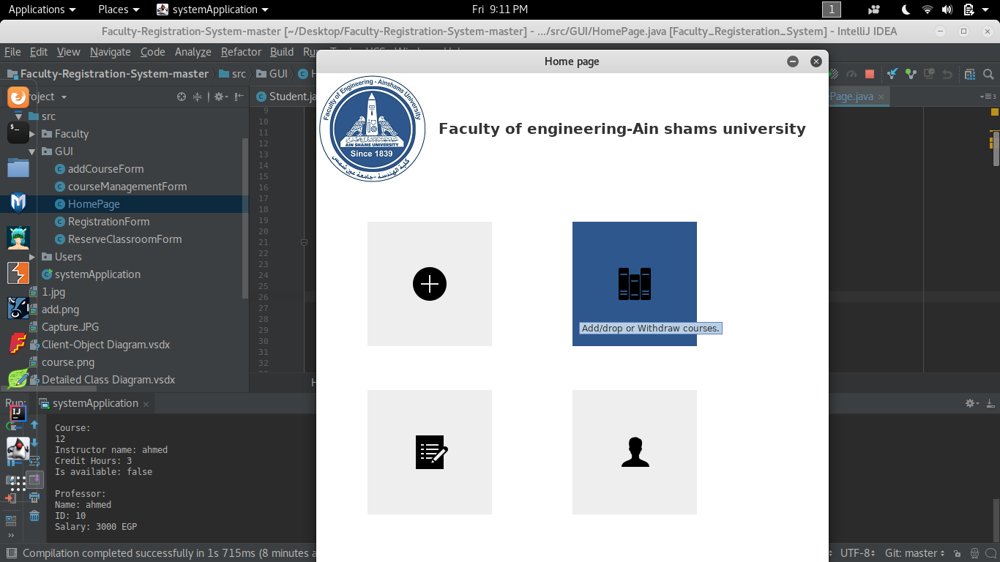 Applications
Places
systemApplication
Fri 9:11 PM
1
Faculty-Registration-System-master [~/Desktop/Faculty-Registration-System-master] - .../src/GUI/HomePage.java [Faculty_Registeration_System] - IntelliJ IDEA
File Edit View Navigate Code Analyze Refactor Build
Faculty-Registration-System-master
src
GUI
Student.ja
Page.java
src
Faculty
GUI
addCourseForm
courseManagementForm
HomePage
RegistrationForm
ReserveClassroomForm
Users
systemApplication
1.jpg
add.png
Capture.JPG
Client-Object Diagram.vsdx
course.png
Detailed Class Diagram.vsdx
9
10
11
12
13
14
15
16
17
18
19
20
21
22
23
24
25
26
27
28
29
30
31
32
Home page
Faculty of Engineering - Ainshams University
AIN SHAMS UNIVERSITY
Since 1839
كلية الهندسة - جامعة عين شمس
Faculty of engineering-Ain shams university
Add/drop or Withdraw courses.
Run:
systemApplication
Course:
12
Instructor name: ahmed
Credit Hours: 3
Is available: false
Professor:
Name: ahmed
ID: 10
Salary: 3000 EGP
Compilation completed successfully in 1s 715ms (8 minutes a
UTF-8
Git: master